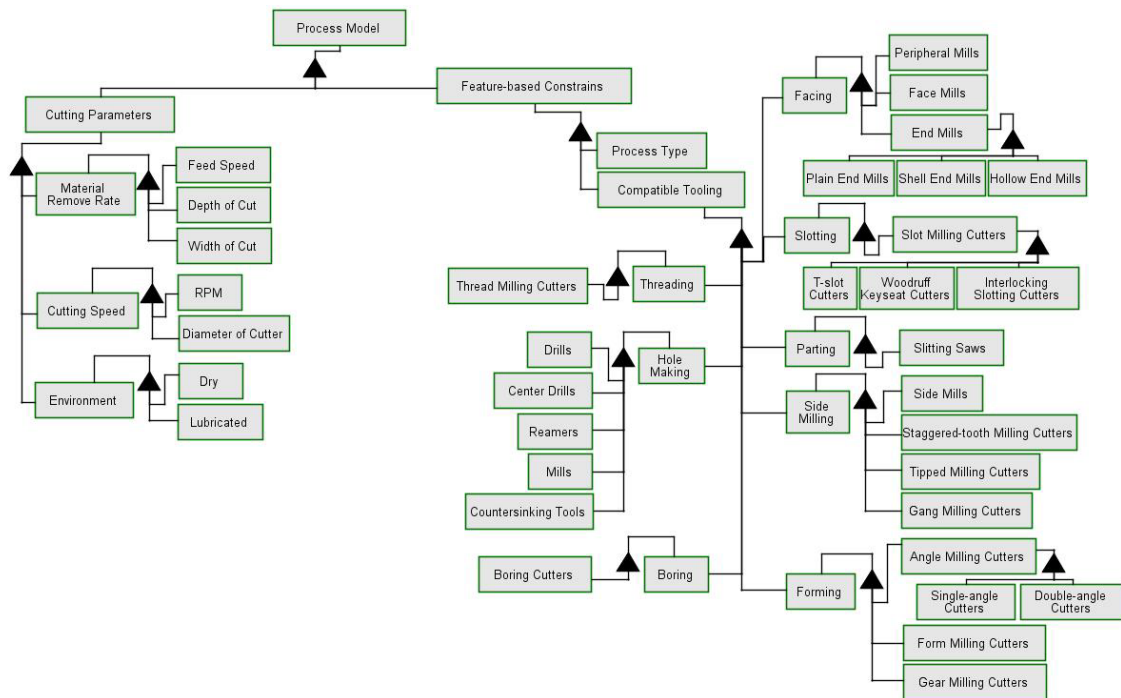 Process Model
Feature-based Constrains
Cutting Parameters
Material
Remove Rate
Feed Speed
Depth of Cut
Width of Cut
Cutting Speed
RPM
Diameter of Cutter
Environment
Dry
Lubricated
Process Type
Compatible Tooling
Threading
Thread Milling Cutters
Hole
Making
Drills
Center Drills
Reamers
Mills
Countersinking Tools
Boring
Boring Cutters
Facing
Peripheral Mills
Face Mills
End Mills
Plain End Mills
Shell End Mills
Hollow End Mills
Slotting
Slot Milling Cutters
T-slot
Cutters
Woodruff
Keyseat Cutters
Interlocking
Slotting Cutters
Parting
Slitting Saws
Side
Milling
Side Mills
Staggered-tooth Milling Cutters
Tipped Milling Cutters
Gang Milling Cutters
Forming
Angle Milling Cutters
Single-angle
Cutters
Double-angle
Cutters
Form Milling Cutters
Gear Milling Cutters